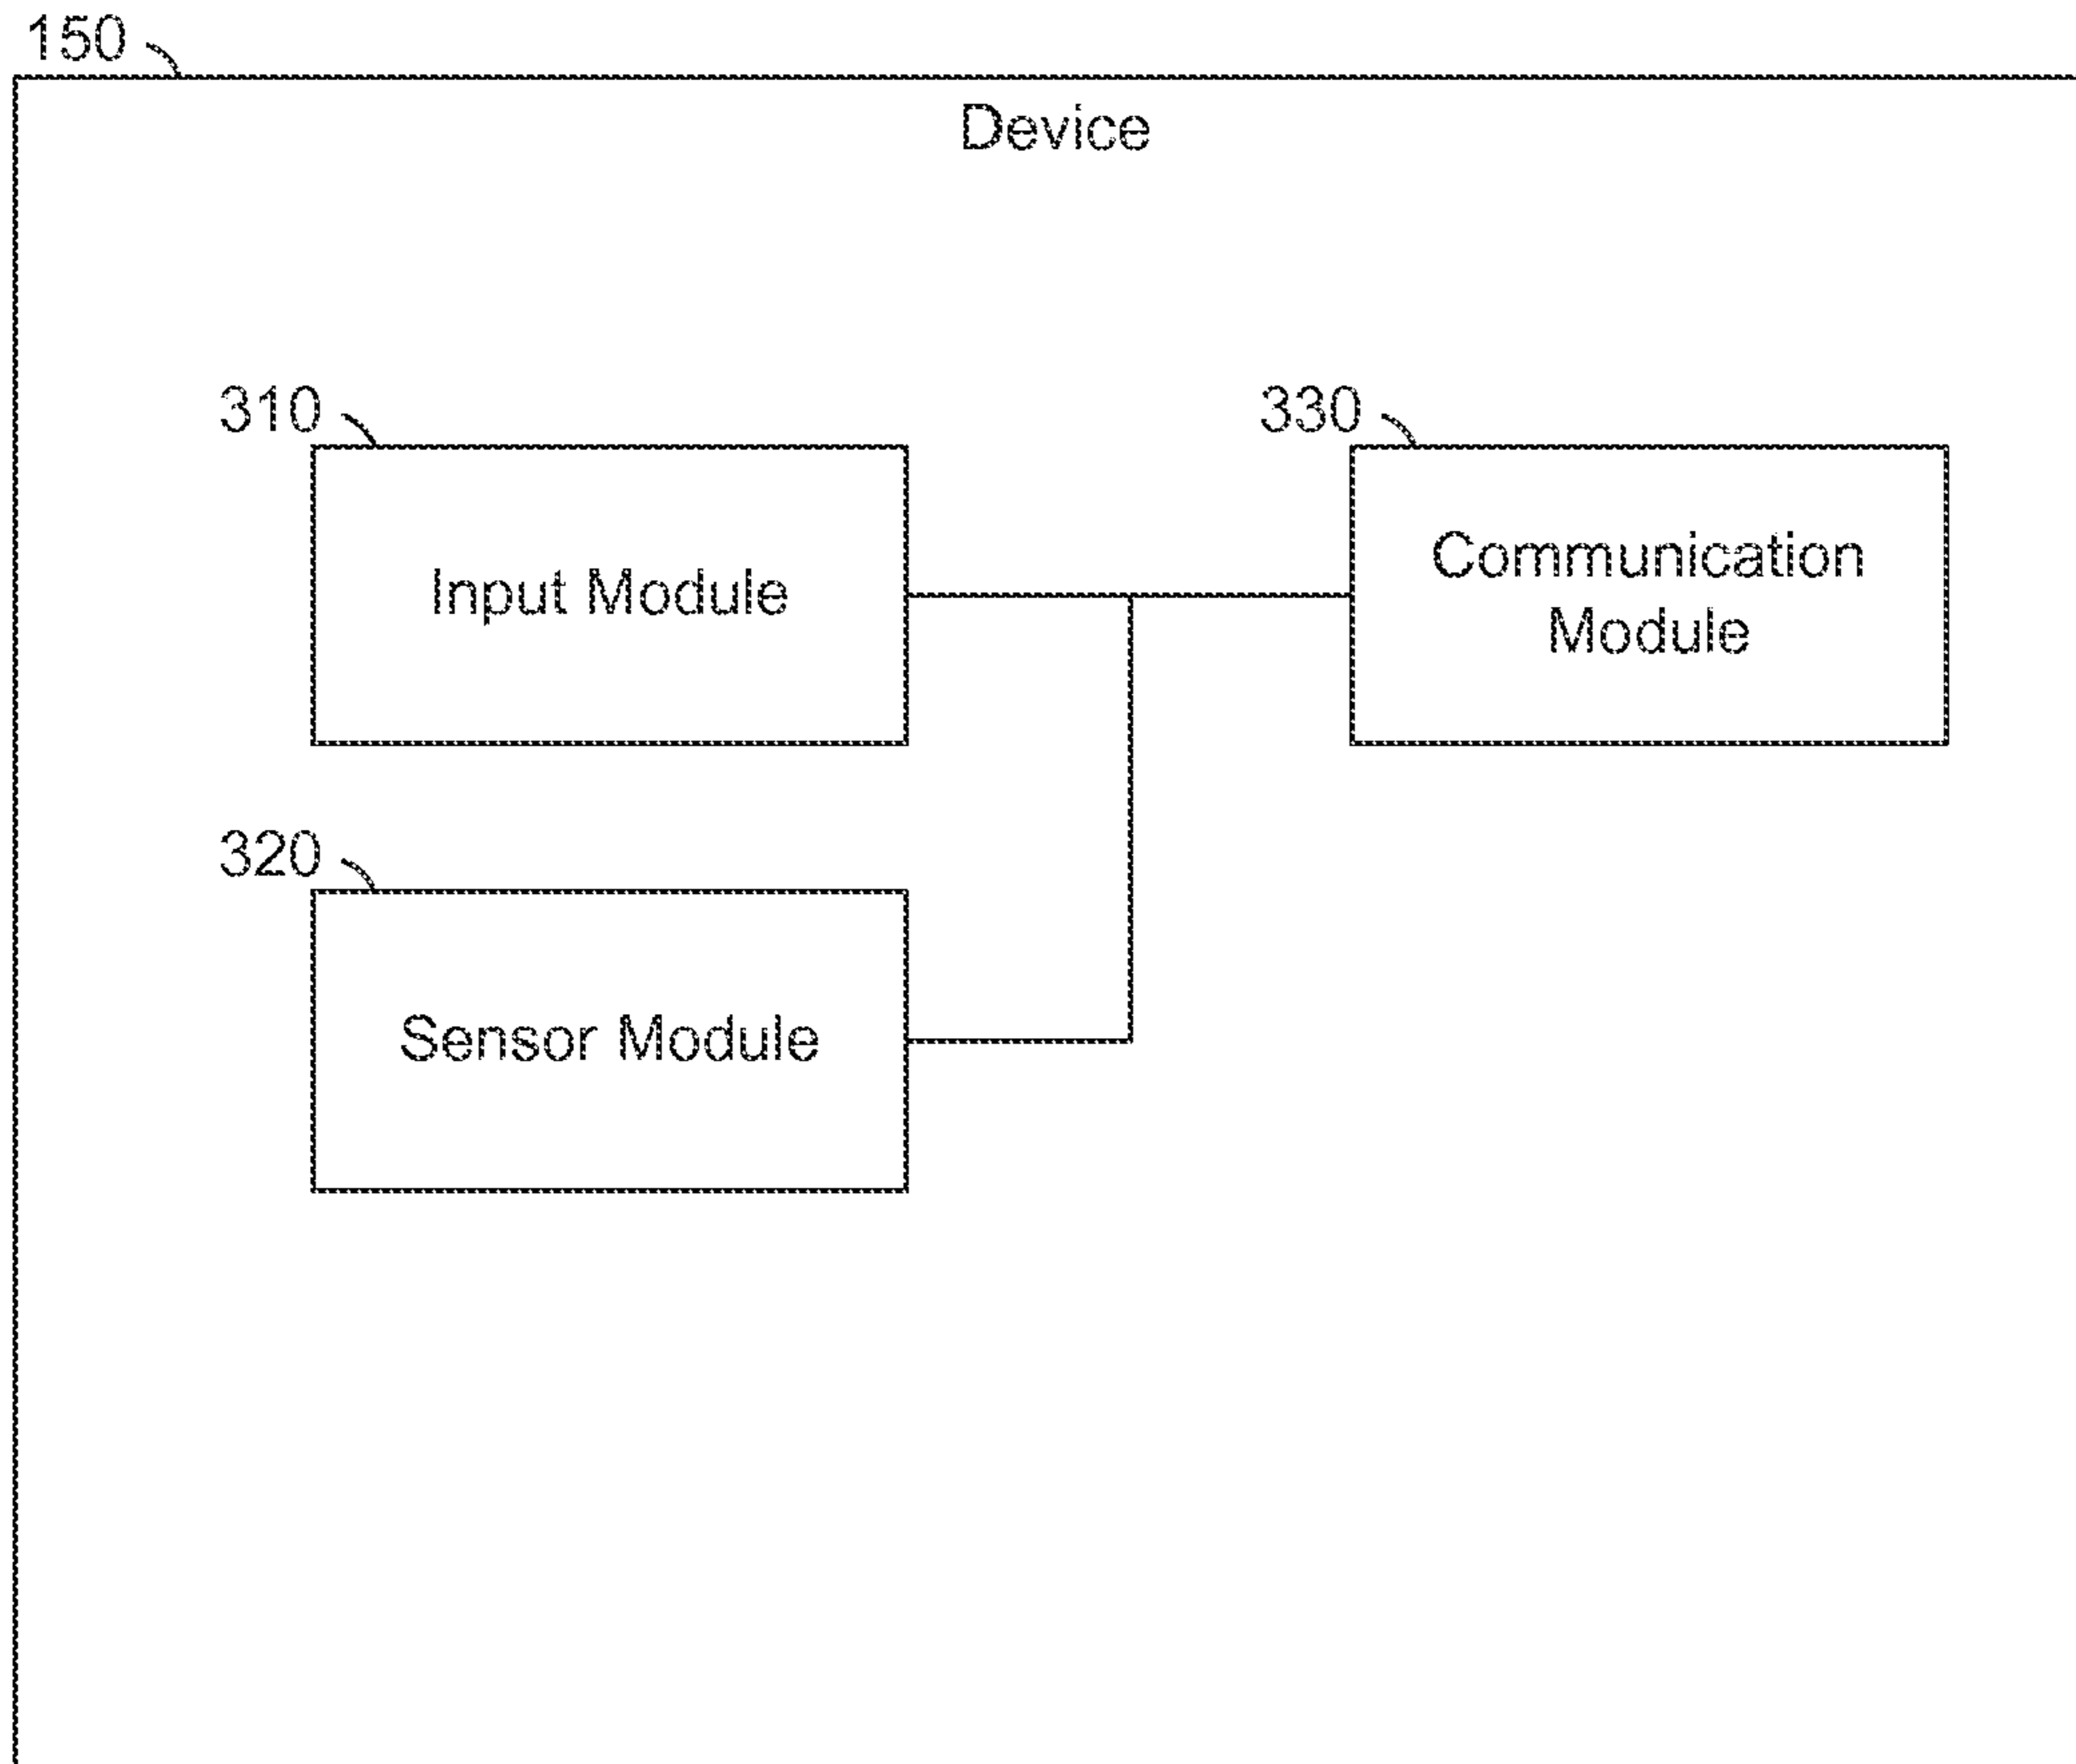 150
Device
310
330
Input Module
Communication
Module
320
Sensor Module